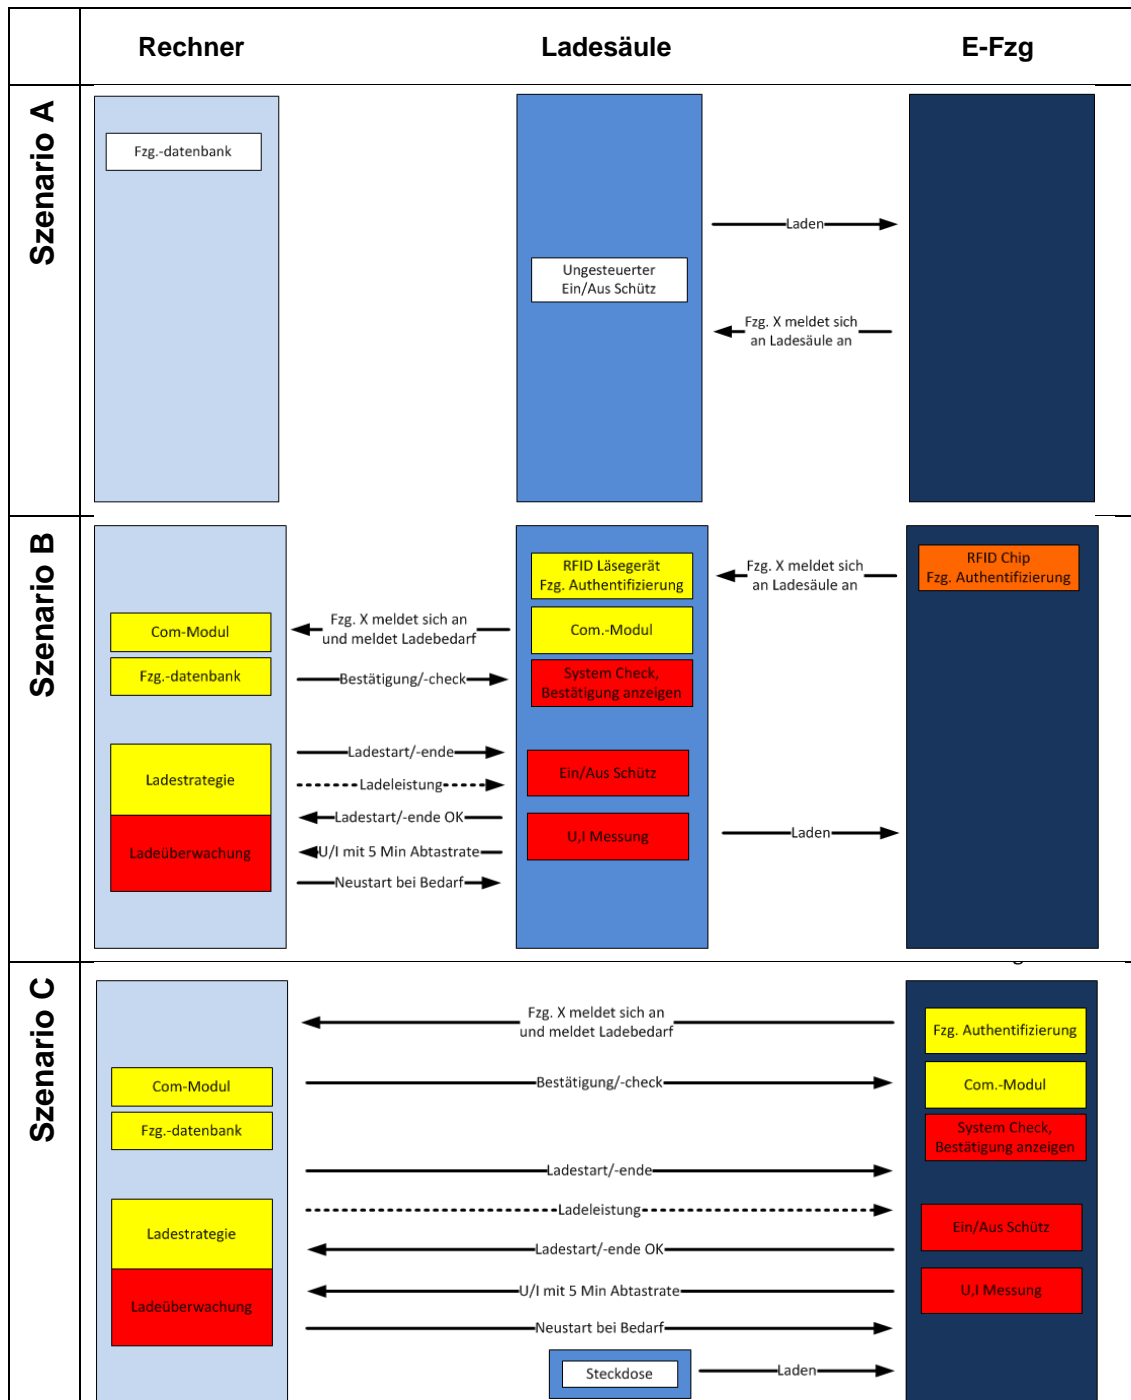 Rechner
Ladesäule
E-Fzg
Szenario A
Fzg.-datenbank
Laden
Ungesteuerter
Ein/Aus Schütz
Fzg. X meldet sich
an Ladesäule an
Szenario B
RFID Läsegerät
Fzg. Authentifizierung
Fzg. X meldet sich
an Ladesäule an
RFID Chip
Fzg. Authentifizierung
Com-Modul
Fzg. X meldet sich an
und meldet Ladebedarf
Com.-Modul
Fzg.-datenbank
Bestätigung/-check
System Check,
Bestätigung anzeigen
Ladestrategie
Ladestart/-ende
Ladeleistung
Ein/Aus Schütz
Ladestart/-ende OK
Ladeüberwachung
U/I mit 5 Min Abtastrate
U,I Messung
Laden
Neustart bei Bedarf
Szenario C
Fzg. X meldet sich an
und meldet Ladebedarf
Fzg. Authentifizierung
Com-Modul
Bestätigung/-check
Com.-Modul
Fzg.-datenbank
System Check,
Bestätigung anzeigen
Ladestart/-ende
Ladestrategie
Ladeleistung
Ein/Aus Schütz
Ladestart/-ende OK
Ladeüberwachung
U/I mit 5 Min Abtastrate
U,I Messung
Neustart bei Bedarf
Steckdose
Laden